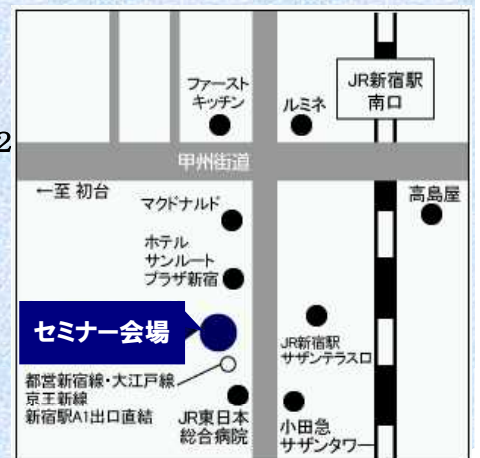 2
ファースト
キッチン
ルミネ
JR新宿駅
南口
甲州街道
←至 初台
マクドナルド
高島屋
ホテル
サンルート
プラザ新宿
セミナー会場
JR新宿駅
サザンテラス口
都営新宿線・大江戸線
京王新線
新宿駅A1出口直結
JR東日本
総合病院
小田急
サザンタワー